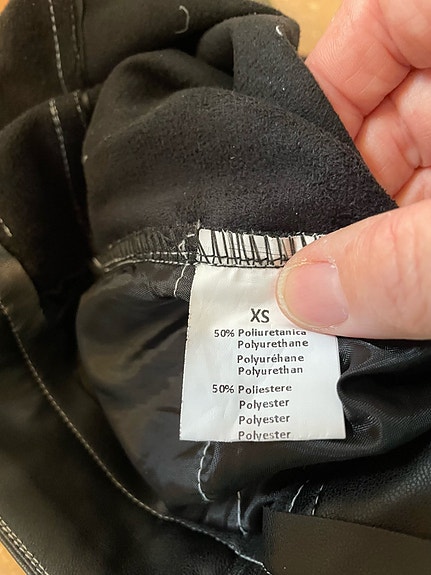 XS
50% Poliuretanica
Polyurethane
Polyuréhane
Polyurethan
50% Poliestere
Polyester
Polyester
Polyester